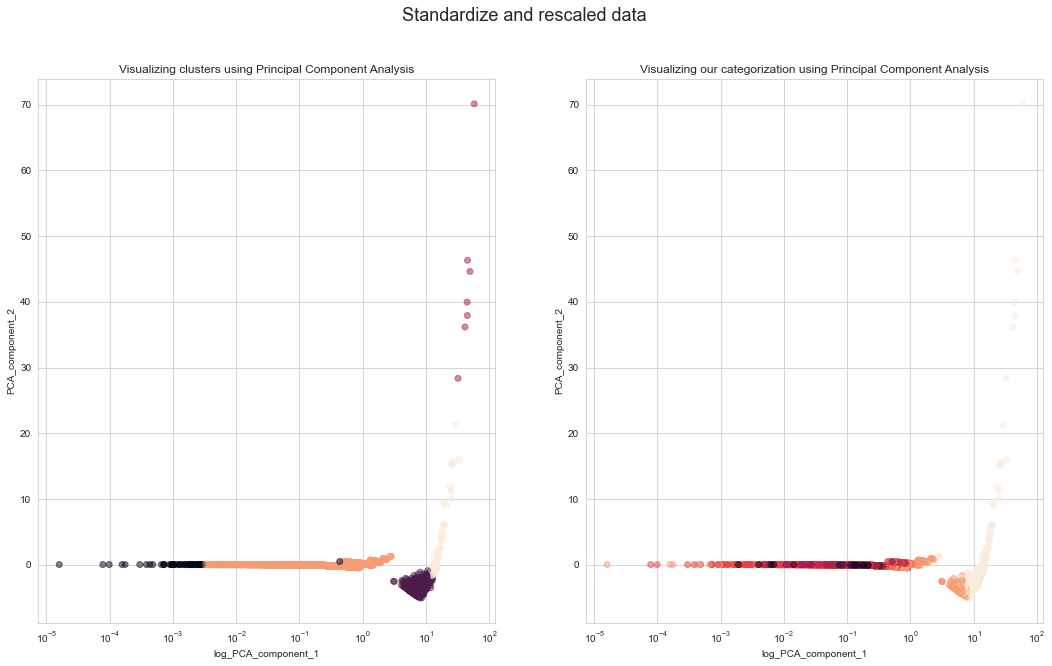 Standardize and rescaled data
Visualizing clusters using Principal Component Analysis
70
60
50
40
30
20
10
0
PCA_component_2
10⁻⁵ 10⁻⁴ 10⁻³ 10⁻² 10⁻¹ 10⁰ 10¹ 10²
log_PCA_component_1
Visualizing our categorization using Principal Component Analysis
70
60
50
40
30
20
10
0
PCA_component_2
10⁻⁵ 10⁻⁴ 10⁻³ 10⁻² 10⁻¹ 10⁰ 10¹ 10²
log_PCA_component_1